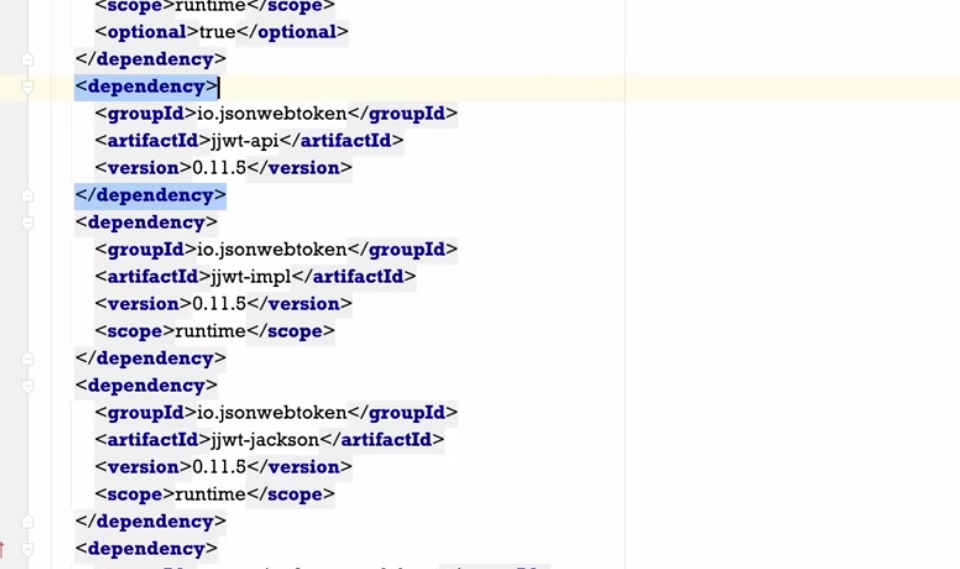 <scope>runtime</scope>
<optional>true</optional>
</dependency>
<dependency>
<groupId>io.jsonwebtoken</groupId>
<artifactId>jjwt-api</artifactId>
<version>0.11.5</version>
</dependency>
<dependency>
<groupId>io.jsonwebtoken</groupId>
<artifactId>jjwt-impl</artifactId>
<version>0.11.5</version>
<scope>runtime</scope>
</dependency>
<dependency>
<groupId>io.jsonwebtoken</groupId>
<artifactId>jjwt-jackson</artifactId>
<version>0.11.5</version>
<scope>runtime</scope>
</dependency>
<dependency>